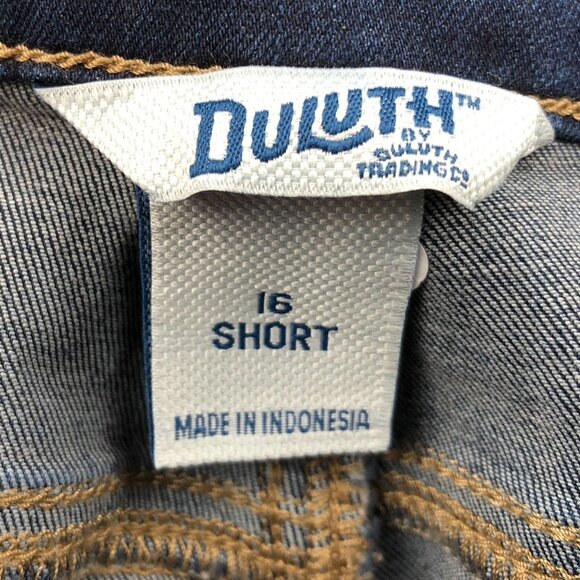 DULUTH™
BY
DULUTH
TRADING CO
16
SHORT
MADE IN INDONESIA